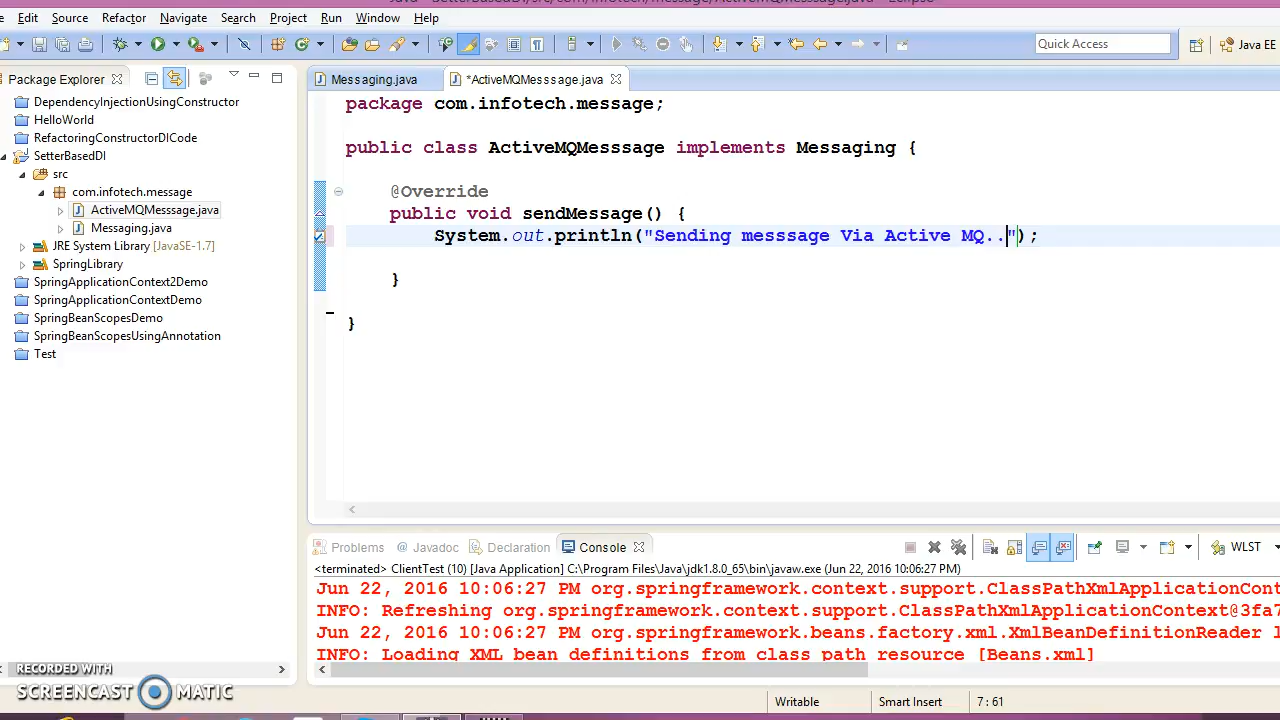 Edit Source Refactor Navigate Search Project Run Window Help
Quick Access
Java EE
Package Explorer
DependencyInjectionUsingConstructor
HelloWorld
RefactoringConstructorDICode
SetterBasedDI
src
com.infotech.message
ActiveMQMesssage.java
Messaging.java
JRE System Library [JavaSE-1.7]
SpringLibrary
SpringApplicationContext2Demo
SpringApplicationContextDemo
SpringBeanScopesDemo
SpringBeanScopesUsingAnnotation
Test
Messaging.java *ActiveMQMesssage.java
package com.infotech.message;
public class ActiveMQMesssage implements Messaging {
@Override
public void sendMessage() {
System.out.println("Sending messsage Via Active MQ..");
}
}
Problems Javadoc Declaration Console
WLST
<terminated> ClientTest (10) [Java Application] C:\Program Files\Java\jdk1.8.0_65\bin\javaw.exe (Jun 22, 2016 10:06:27 PM)
Jun 22, 2016 10:06:27 PM org.springframework.context.support.ClassPathXmlApplicationCont
INFO: Refreshing org.springframework.context.support.ClassPathXmlApplicationContext@3fa7
Jun 22, 2016 10:06:27 PM org.springframework.beans.factory.xml.XmlBeanDefinitionReader l
INFO: Loading XML bean definitions from class path resource [Beans.xml]
RECORDED WITH
SCREENCAST MATIC
Writable Smart Insert 7 : 61